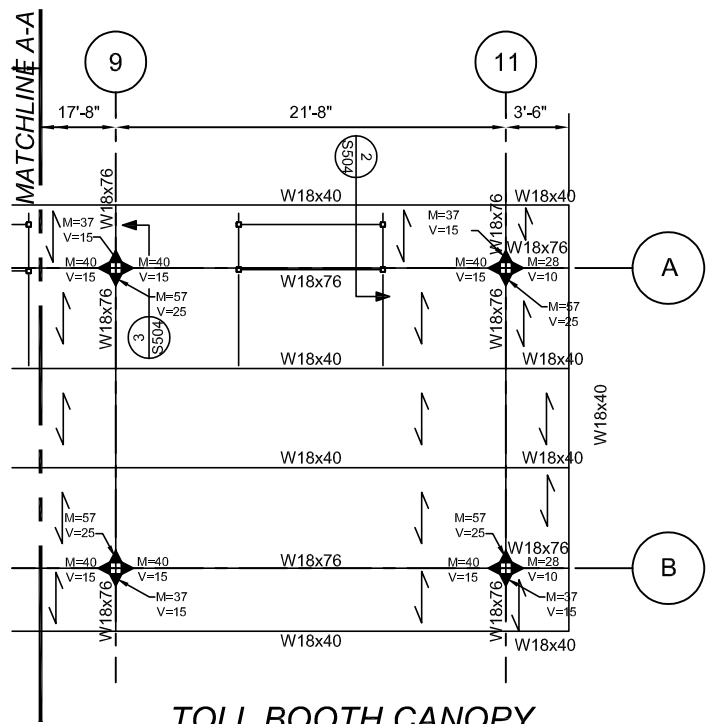 MATCHLINE A-A
9
11
17'-8"
21'-8"
3'-6"
2
S504
W18x40
W18x40
W18x76
W18x76
M=37
V=15
M=37
V=15
W18x76
M=40
V=15
M=40
V=15
M=40
V=15
M=28
V=10
A
W18x76
M=57
V=25
M=57
V=25
W18x76
W18x76
3
S504
W18x40
W18x40
W18x40
W18x40
W18x40
M=57
V=25
M=57
V=25
W18x76
M=40
V=15
M=40
V=15
W18x76
M=40
V=15
M=28
V=10
B
M=37
V=15
M=37
V=15
W18x76
W18x76
W18x40
W18x40
TOLL BOOTH CANOPY